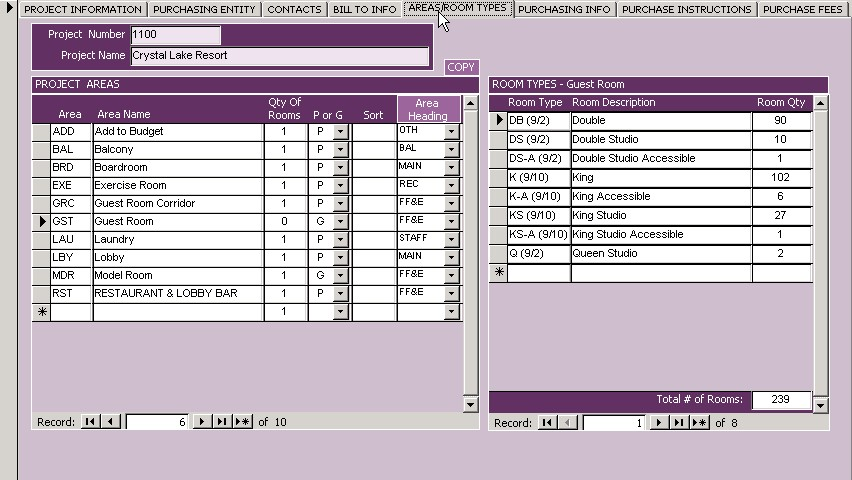 PROJECT INFORMATION PURCHASING ENTITY CONTACTS BILL TO INFO AREAS/ROOM TYPES PURCHASING INFO PURCHASE INSTRUCTIONS PURCHASE FEES
Project Number 1100
Project Name Crystal Lake Resort
COPY
PROJECT AREAS
Area Area Name Qty Of Rooms P or G Sort Area Heading
ADD Add to Budget 1 P OTH
BAL Balcony 1 P BAL
BRD Boardroom 1 P MAIN
EXE Exercise Room 1 P REC
GRC Guest Room Corridor 1 P FF&E
GST Guest Room 0 G FF&E
LAU Laundry 1 P STAFF
LBY Lobby 1 P MAIN
MDR Model Room 1 G FF&E
RST RESTAURANT & LOBBY BAR 1 P FF&E
1
Record: 6 of 10
ROOM TYPES - Guest Room
Room Type Room Description Room Qty
DB (9/2) Double 90
DS (9/2) Double Studio 10
DS-A (9/2) Double Studio Accessible 1
K (9/10) King 102
K-A (9/10) King Accessible 6
KS (9/10) King Studio 27
KS-A (9/10) King Studio Accessible 1
Q (9/2) Queen Studio 2
Total # of Rooms: 239
Record: 1 of 8